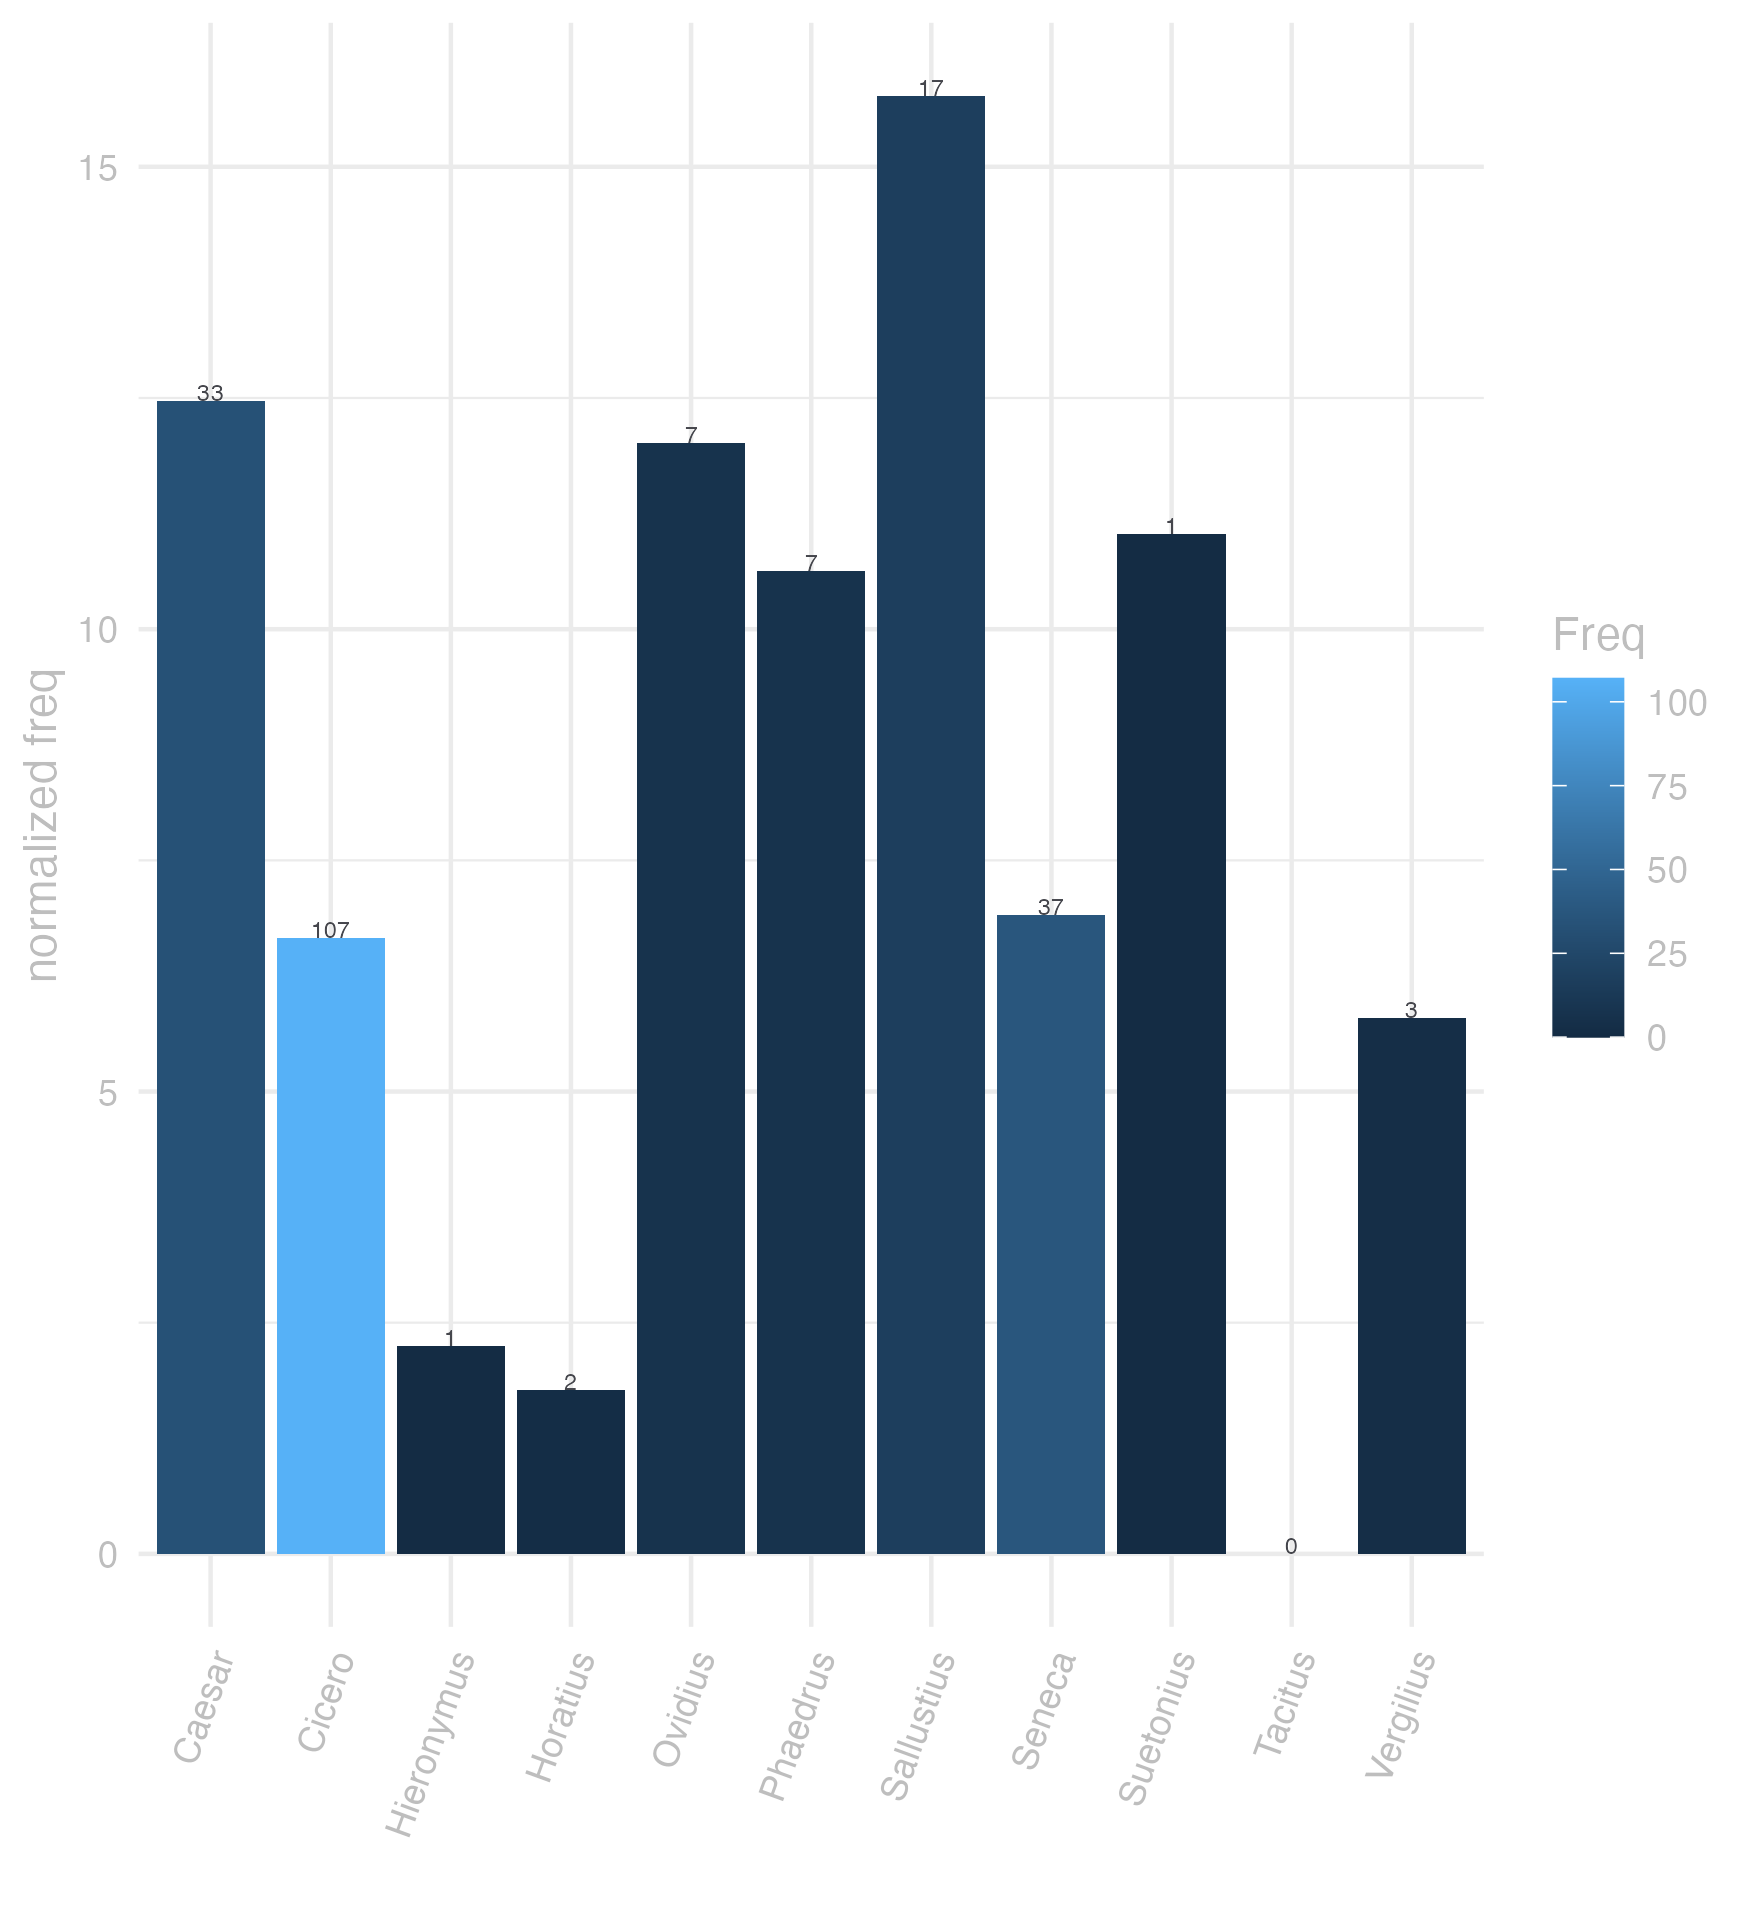 17
15
33
7
7
1
10
Freq
100
75
50
25
0
normalized freq
37
107
3
5
1
2
0
0
Caesar
Cicero
Hieronymus
Horatius
Ovidius
Phaedrus
Sallustius
Seneca
Suetonius
Tacitus
Vergilius